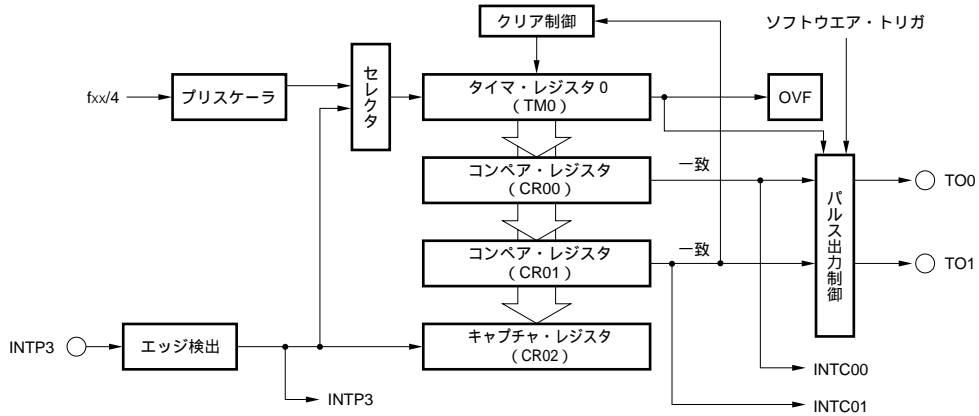 クリア制御
ソフトウエア・トリガ
fxx/4
プリスケーラ
セレクタ
タイマ・レジスタ0
(TM0)
OVF
コンペア・レジスタ
(CR00)
一致
パルス出力制御
TO0
コンペア・レジスタ
(CR01)
一致
TO1
INTP3
エッジ検出
キャプチャ・レジスタ
(CR02)
INTC00
INTP3
INTC01